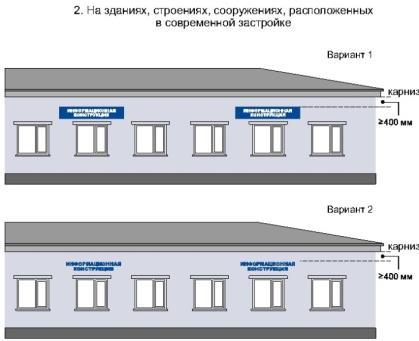 2. На зданиях, строениях, сооружениях, расположенных
в современной застройке
Вариант 1
карниз
ИНФОРМАЦИОННАЯ
КОНСТРУКЦИЯ
ИНФОРМАЦИОННАЯ
КОНСТРУКЦИЯ
≥400 мм
Вариант 2
карниз
ИНФОРМАЦИОННАЯ
КОНСТРУКЦИЯ
ИНФОРМАЦИОННАЯ
КОНСТРУКЦИЯ
≥400 мм